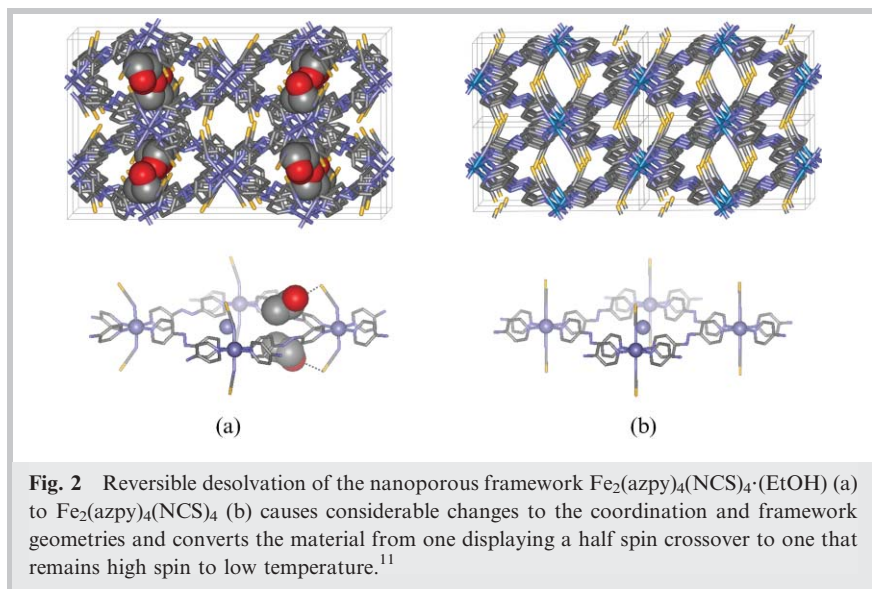 (a) (b)
Fig. 2 Reversible desolvation of the nanoporous framework Fe₂(azpy)₄(NCS)₄·(EtOH) (a)
to Fe₂(azpy)₄(NCS)₄ (b) causes considerable changes to the coordination and framework
geometries and converts the material from one displaying a half spin crossover to one that
remains high spin to low temperature.¹¹